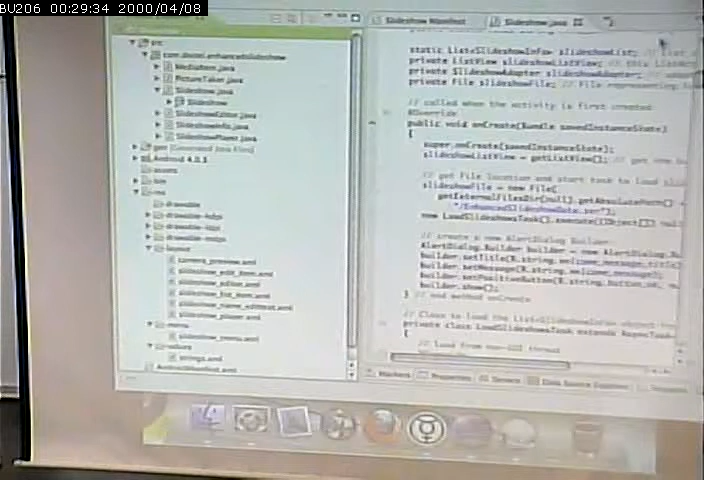 BU206 00:29:34 2000/04/08
Slideshow Manifest
Slideshow.java
src
com.deitel.enhancedslideshow
MediaItem.java
PictureTaker.java
Slideshow.java
Slideshow
SlideshowEditor.java
SlideshowInfo.java
SlideshowPlayer.java
gen [Generated Java Files]
Android 4.0.3
assets
bin
res
drawable
drawable-hdpi
drawable-ldpi
drawable-mdpi
layout
camera_preview.xml
slideshow_edit_item.xml
slideshow_editor.xml
slideshow_list_item.xml
slideshow_name_edittext.xml
slideshow_player.xml
menu
slideshow_menu.xml
values
strings.xml
AndroidManifest.xml
static List<SlideshowInfo> slideshowList; //
private ListView slideshowListView; // this
private SlideshowAdapter slideshowAdapter; //
private File slideshowFile; // File representing
// called when the activity is first created
@Override
public void onCreate(Bundle savedInstanceState)
{
super.onCreate(savedInstanceState);
slideshowListView = getListView(); // get
// get File location and start task to load
slideshowFile = new File(
getExternalFilesDir(null).getAbsolutePath() +
"/EnhancedSlideshowData.ser");
new LoadSlideshowsTask().execute((Object[])
// create a new AlertDialog Builder
AlertDialog.Builder builder = new AlertDialog.
builder.setTitle(R.string.welcome_message_title
builder.setMessage(R.string.welcome_message);
builder.setPositiveButton(R.string.button_ok,
builder.show();
} // end method onCreate
// Class to load the List<SlideshowInfo> object
private class LoadSlideshowsTask extends AsyncTask
{
// load from non-GUI thread
Markers
Properties
Servers
Data Source Explorer
Snippets